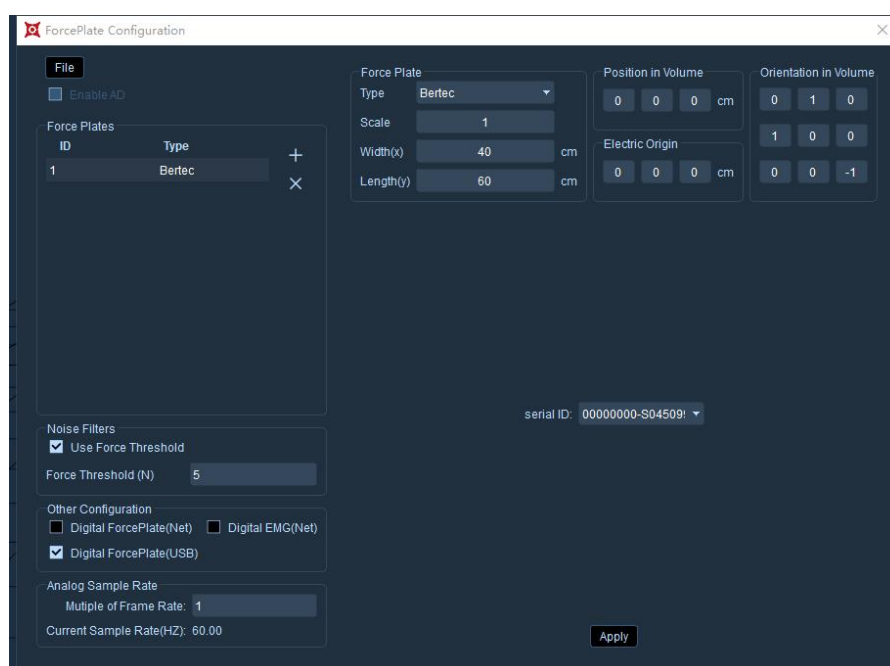 ForcePlate Configuration
File
Enable AD
Force Plates
ID Type
1 Bertec
Noise Filters
Use Force Threshold
Force Threshold (N) 5
Other Configuration
Digital ForcePlate(Net) Digital EMG(Net)
Digital ForcePlate(USB)
Analog Sample Rate
Mutiple of Frame Rate: 1
Current Sample Rate(HZ): 60.00
Force Plate
Type Bertec
Scale 1
Width(x) 40 cm
Length(y) 60 cm
Position in Volume
0 0 0 cm
Electric Origin
0 0 0 cm
Orientation in Volume
0 1 0
1 0 0
0 0 -1
serial ID: 00000000-S04509
Apply